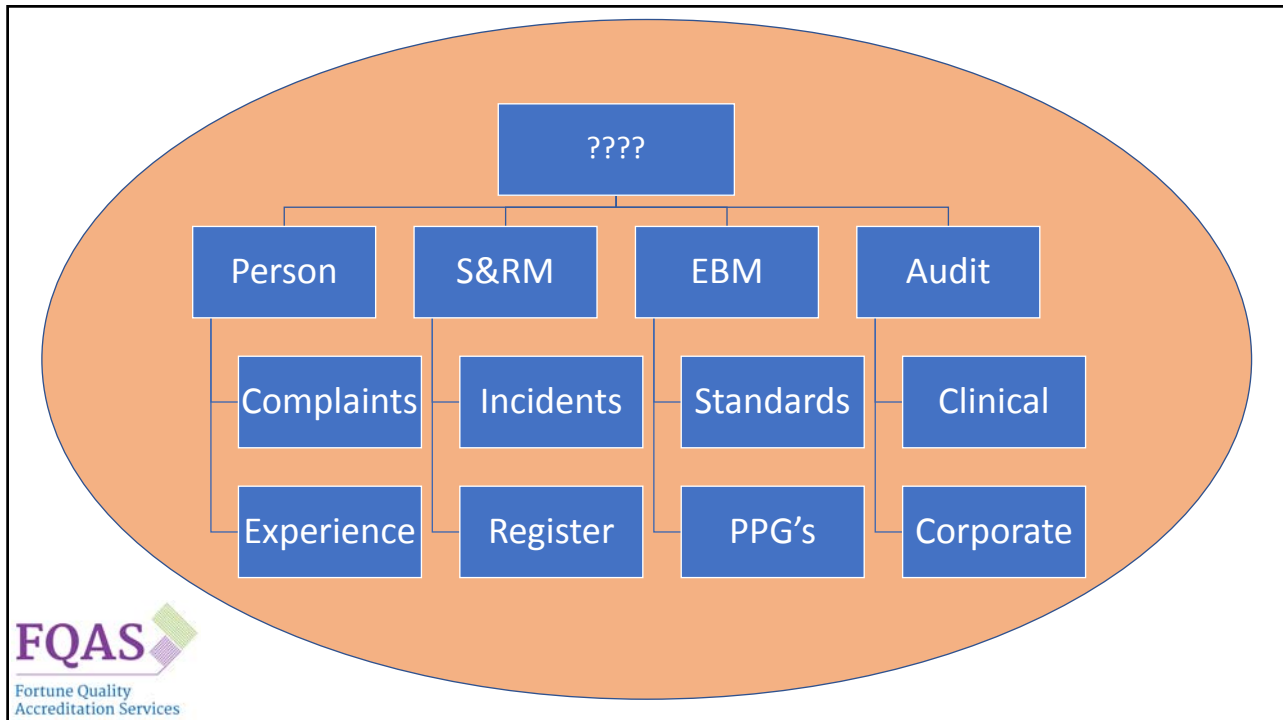 ????
Person
S&RM
EBM
Audit
Complaints
Incidents
Standards
Clinical
Experience
Register
PPG’s
Corporate
FQAS
Fortune Quality
Accreditation Services